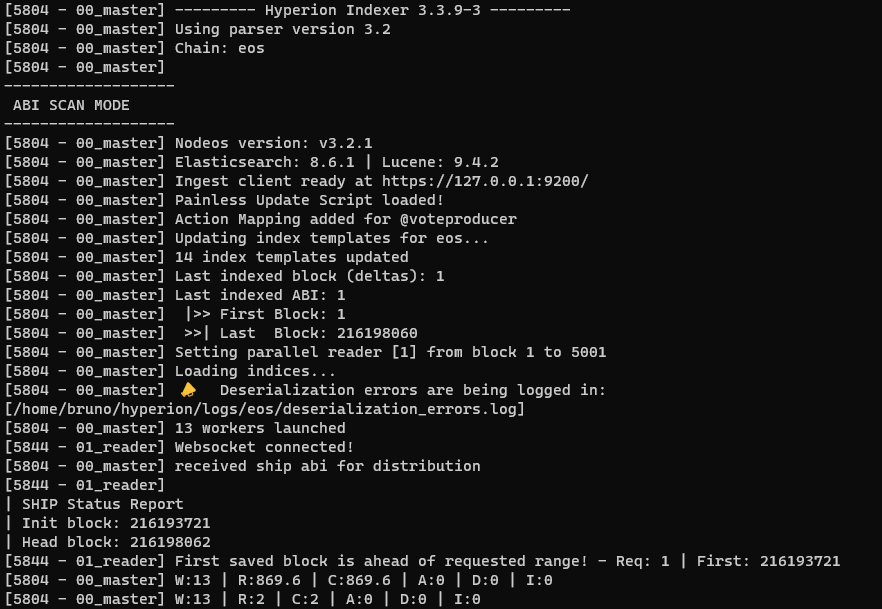 [5804 - 00_master] --------- Hyperion Indexer 3.3.9-3 ---------
[5804 - 00_master] Using parser version 3.2
[5804 - 00_master] Chain: eos
[5804 - 00_master]
-------------------
 ABI SCAN MODE
-------------------
[5804 - 00_master] Nodeos version: v3.2.1
[5804 - 00_master] Elasticsearch: 8.6.1 | Lucene: 9.4.2
[5804 - 00_master] Ingest client ready at https://127.0.0.1:9200/
[5804 - 00_master] Painless Update Script loaded!
[5804 - 00_master] Action Mapping added for @voteproducer
[5804 - 00_master] Updating index templates for eos...
[5804 - 00_master] 14 index templates updated
[5804 - 00_master] Last indexed block (deltas): 1
[5804 - 00_master] Last indexed ABI: 1
[5804 - 00_master]  |>> First Block: 1
[5804 - 00_master]  >>| Last  Block: 216198060
[5804 - 00_master] Setting parallel reader [1] from block 1 to 5001
[5804 - 00_master] Loading indices...
[5804 - 00_master] 📣  Deserialization errors are being logged in:
[/home/bruno/hyperion/logs/eos/deserialization_errors.log]
[5804 - 00_master] 13 workers launched
[5844 - 01_reader] Websocket connected!
[5804 - 00_master] received ship abi for distribution
[5844 - 01_reader]
| SHIP Status Report
| Init block: 216193721
| Head block: 216198062
[5844 - 01_reader] First saved block is ahead of requested range! - Req: 1 | First: 216193721
[5804 - 00_master] W:13 | R:869.6 | C:869.6 | A:0 | D:0 | I:0
[5804 - 00_master] W:13 | R:2 | C:2 | A:0 | D:0 | I:0